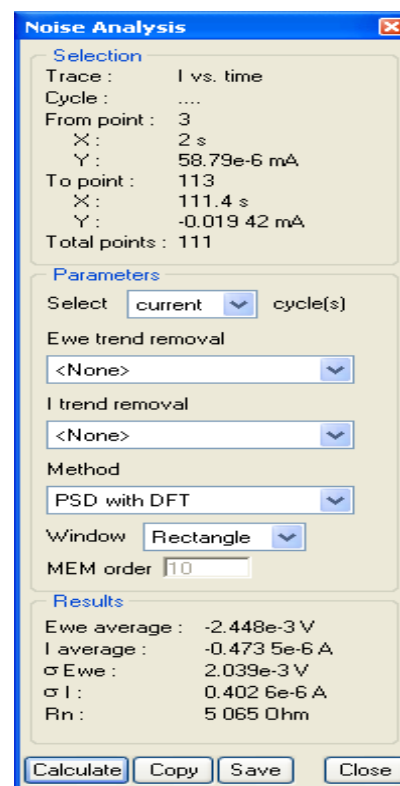 Noise Analysis
Selection
Trace : I vs. time
Cycle : ....
From point : 3
X : 2 s
Y : 58.79e-6 mA
To point : 113
X : 111.4 s
Y : -0.019 42 mA
Total points : 111
Parameters
Select current cycle(s)
Ewe trend removal
<None>
I trend removal
<None>
Method
PSD with DFT
Window Rectangle
MEM order 10
Results
Ewe average : -2.448e-3 V
I average : -0.473 5e-6 A
σ Ewe : 2.039e-3 V
σ I : 0.402 6e-6 A
Rn : 5 065 Ohm
Calculate Copy Save Close